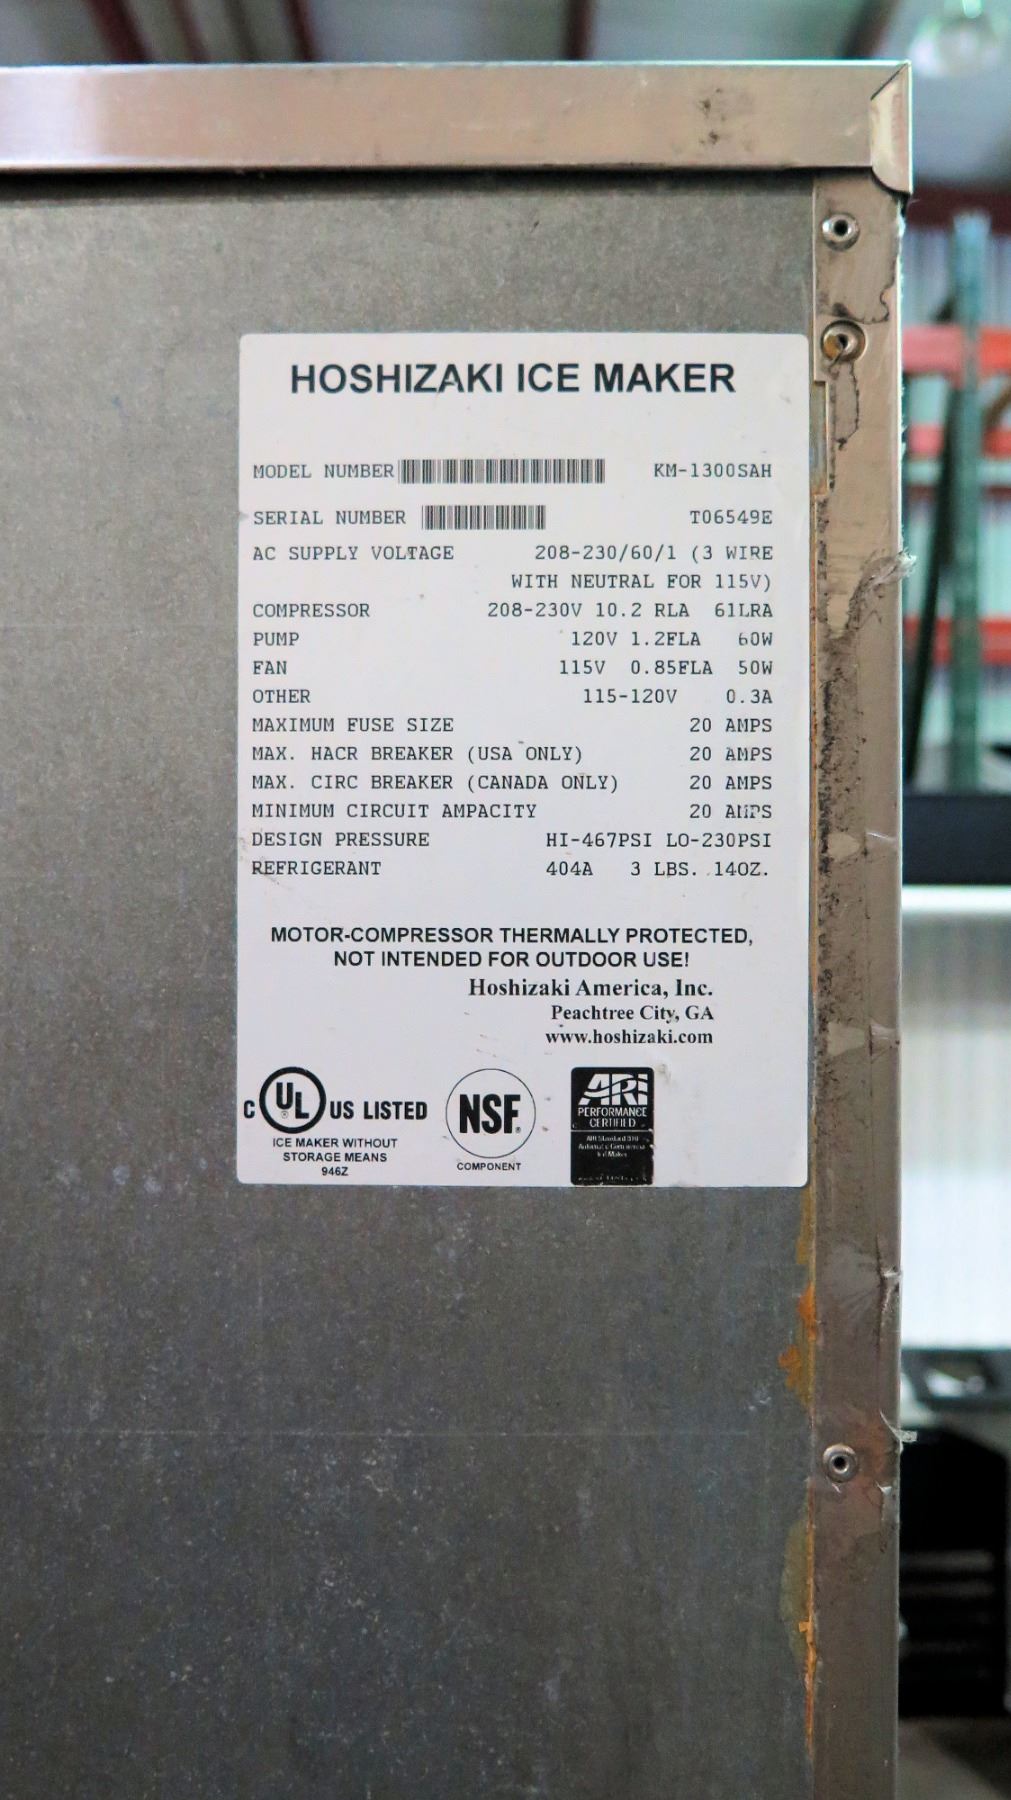 HOSHIZAKI ICE MAKER
MODEL NUMBER KM-1300SAH
SERIAL NUMBER T06549E
AC SUPPLY VOLTAGE 208-230/60/1 (3 WIRE
WITH NEUTRAL FOR 115V)
COMPRESSOR 208-230V 10.2 RLA 61LRA
PUMP 120V 1.2FLA 60W
FAN 115V 0.85FLA 50W
OTHER 115-120V 0.3A
MAXIMUM FUSE SIZE 20 AMPS
MAX. HACR BREAKER (USA ONLY) 20 AMPS
MAX. CIRC BREAKER (CANADA ONLY) 20 AMPS
MINIMUM CIRCUIT AMPACITY 20 AMPS
DESIGN PRESSURE HI-467PSI LO-230PSI
REFRIGERANT 404A 3 LBS. 14OZ.
MOTOR-COMPRESSOR THERMALLY PROTECTED,
NOT INTENDED FOR OUTDOOR USE!
Hoshizaki America, Inc.
Peachtree City, GA
www.hoshizaki.com
C UL® US LISTED
ICE MAKER WITHOUT
STORAGE MEANS
946Z
NSF®
COMPONENT
ARI
PERFORMANCE
CERTIFIED